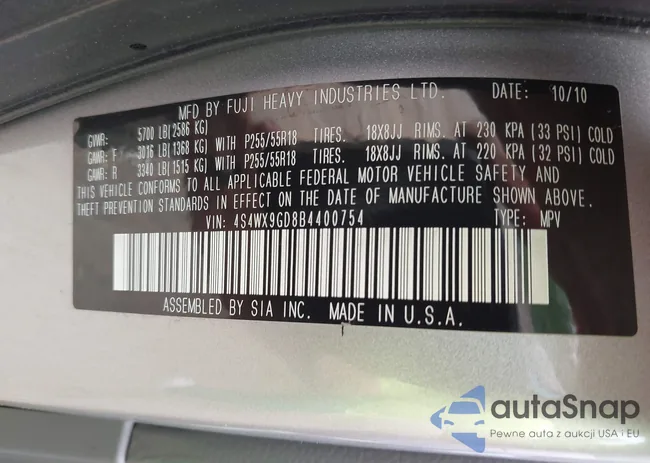 MFD BY FUJI HEAVY INDUSTRIES LTD. DATE: 10/10
GVWR: 5700 LB(2586 KG)
GAWR: F 3016 LB(1368 KG) WITH P255/55R18 TIRES. 18X8JJ RIMS. AT 230 KPA (33 PSI) COLD
GAWR: R 3340 LB(1515 KG) WITH P255/55R18 TIRES. 18X8JJ RIMS. AT 220 KPA (32 PSI) COLD
THIS VEHICLE CONFORMS TO ALL APPLICABLE FEDERAL MOTOR VEHICLE SAFETY AND
THEFT PREVENTION STANDARDS IN EFFECT ON THE DATE OF MANUFACTURE SHOWN ABOVE.
VIN: 4S4WX9GD8B4400754 TYPE: MPV
ASSEMBLED BY SIA INC. MADE IN U.S.A.
autaSnap
Pewne auta z aukcji USA i EU